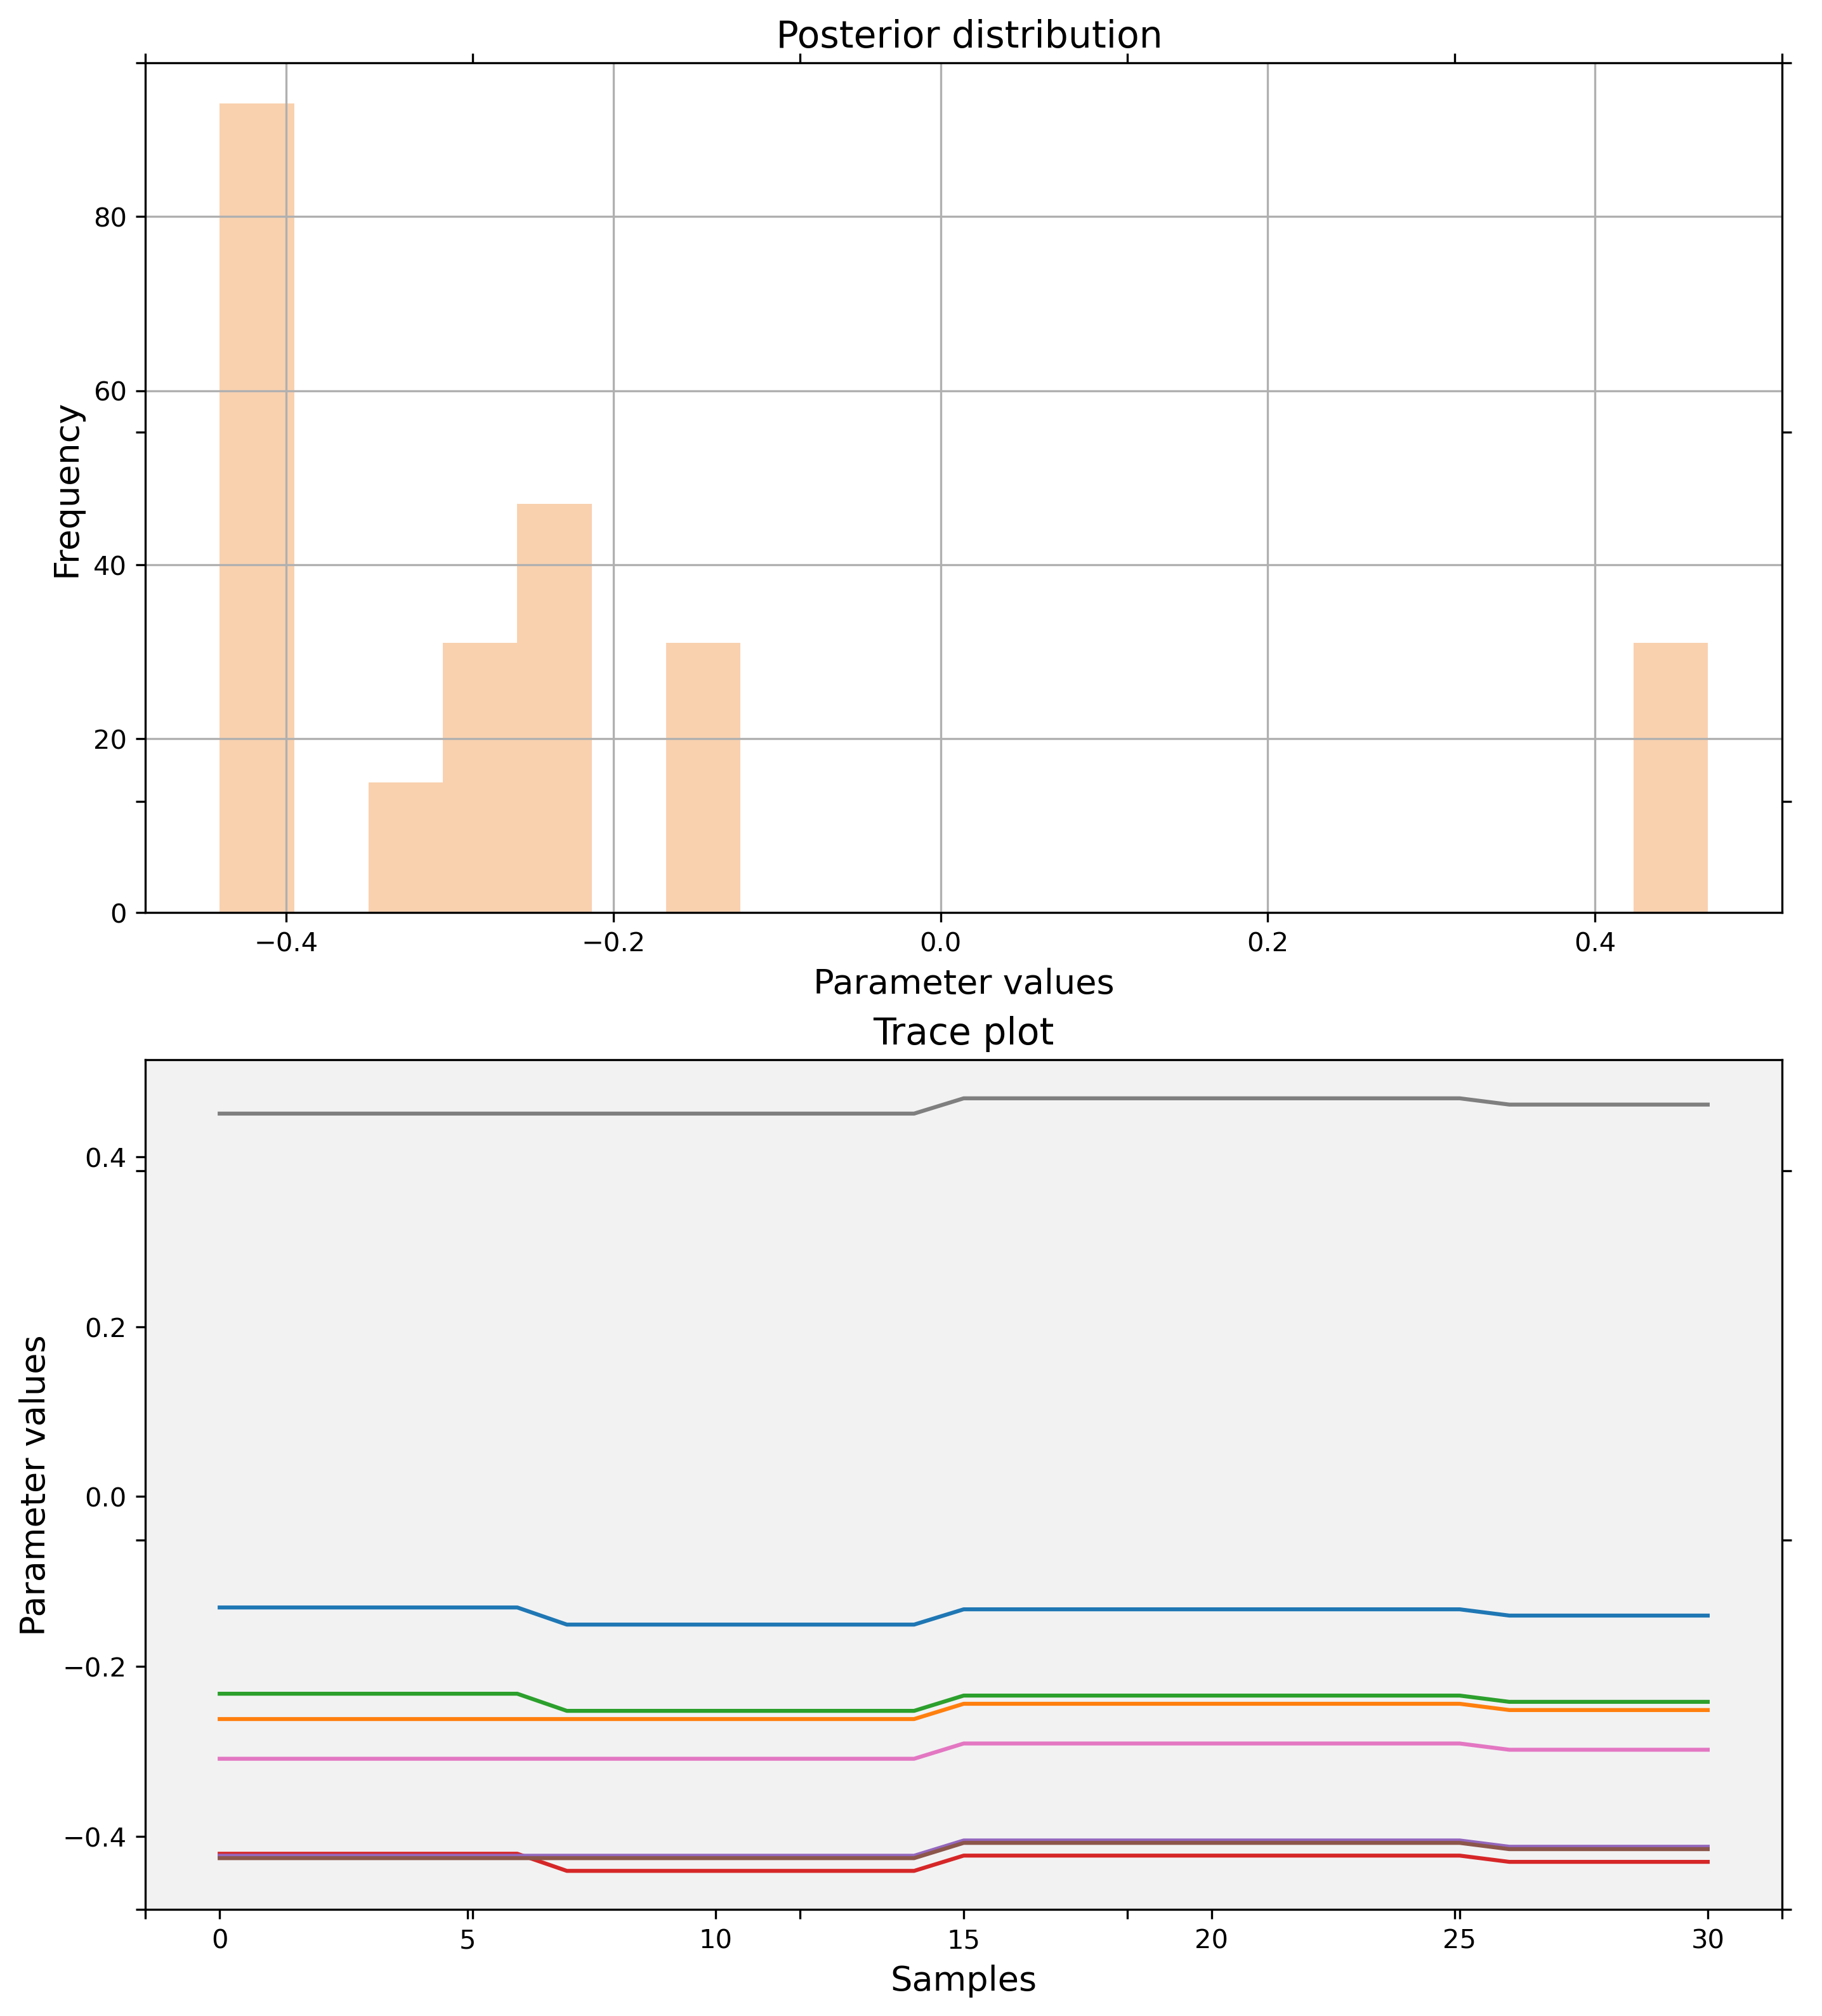 Posterior distribution
Frequency
80
60
40
20
0
−0.4 −0.2 0.0 0.2 0.4
Parameter values
Trace plot
Parameter values
0.4
0.2
0.0
−0.2
−0.4
0 5 10 15 20 25 30
Samples